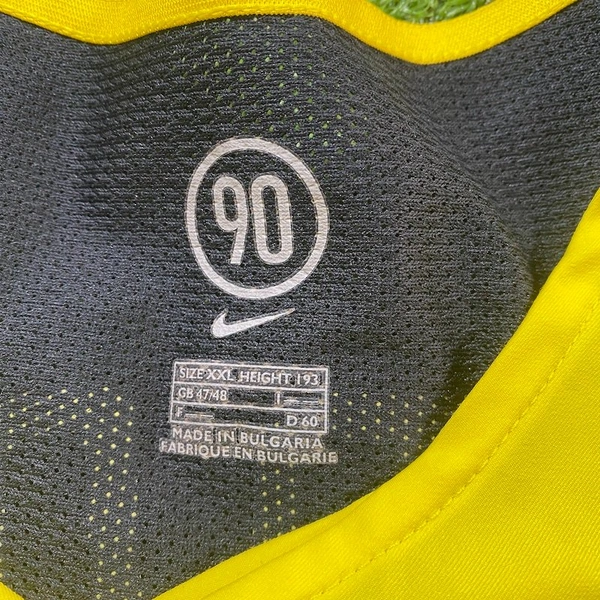 90
SIZE XXL HEIGHT 193
GB 47/48 I
F D 60
MADE IN BULGARIA
FABRIQUE EN BULGARIE